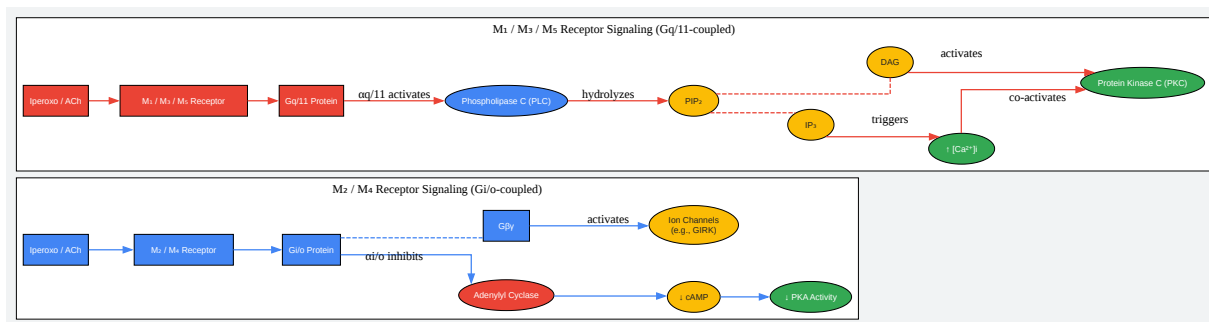 M₁ / M₃ / M₅ Receptor Signaling (Gq/11-coupled)
Iperoxo / ACh
M₁ / M₃ / M₅ Receptor
Gq/11 Protein
αq/11 activates
Phospholipase C (PLC)
hydrolyzes
PIP₂
DAG
activates
Protein Kinase C (PKC)
IP₃
triggers
↑ [Ca²⁺]i
co-activates
M₂ / M₄ Receptor Signaling (Gi/o-coupled)
Iperoxo / ACh
M₂ / M₄ Receptor
Gi/o Protein
Gβγ
activates
Ion Channels
(e.g., GIRK)
αi/o inhibits
Adenylyl Cyclase
↓ cAMP
↓ PKA Activity